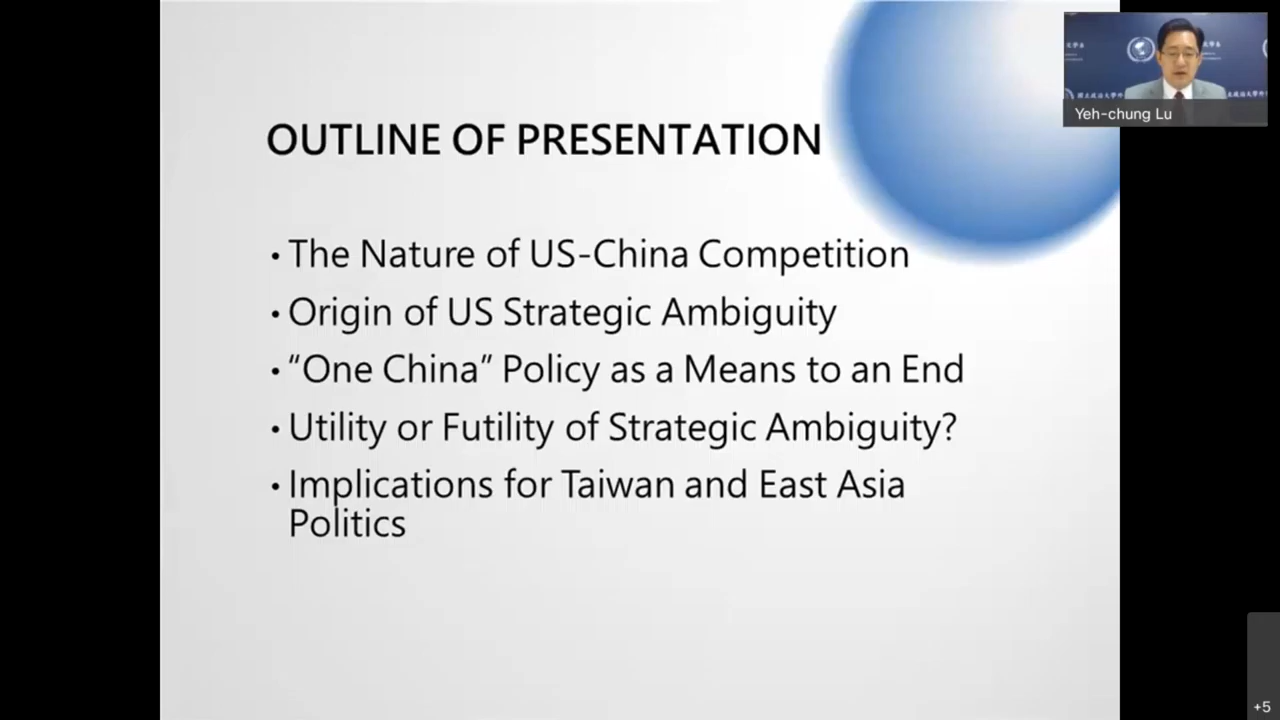 OUTLINE OF PRESENTATION
• The Nature of US-China Competition
• Origin of US Strategic Ambiguity
• “One China” Policy as a Means to an End
• Utility or Futility of Strategic Ambiguity?
• Implications for Taiwan and East Asia
Politics
Yeh-chung Lu
+5